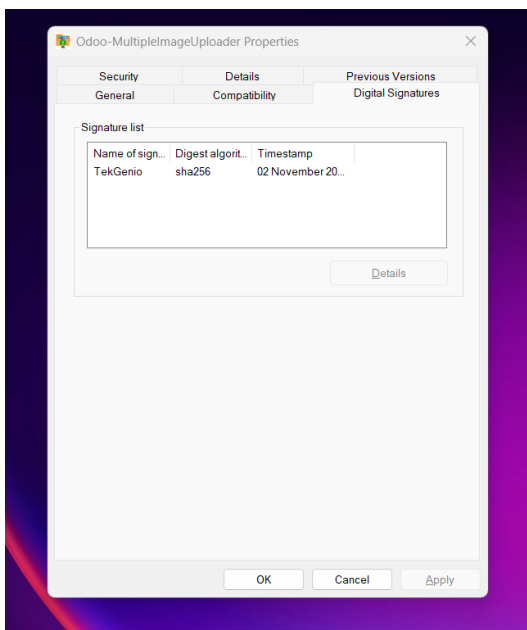 Odoo-MultipleImageUploader Properties
Security Details Previous Versions
General Compatibility Digital Signatures
Signature list
Name of sign... Digest algorit... Timestamp
TekGenio sha256 02 November 20...
Details
OK Cancel Apply